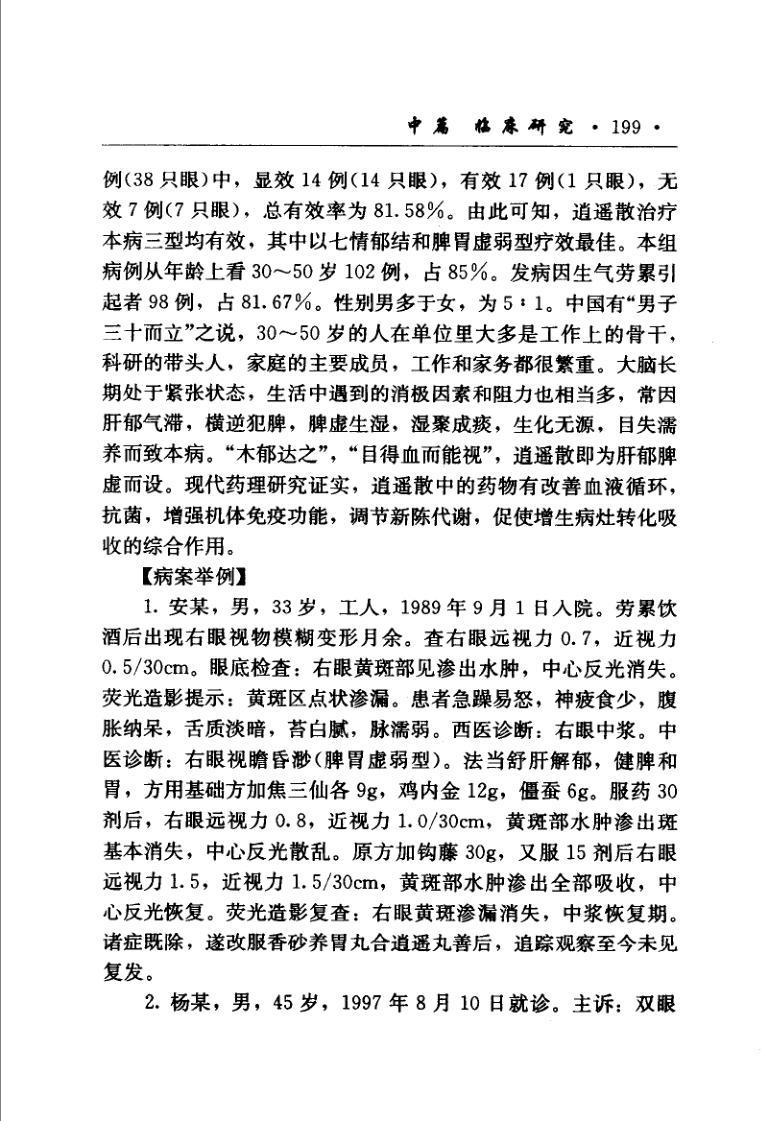 中篇 临床研究 · 199 ·
例(38 只眼)中，显效 14 例(14 只眼)，有效 17 例(1 只眼)，无
效 7 例(7 只眼)，总有效率为 81.58%。由此可知，逍遥散治疗
本病三型均有效，其中以七情郁结和脾胃虚弱型疗效最佳。本组
病例从年龄上看 30～50 岁 102 例，占 85%。发病因生气劳累引
起者 98 例，占 81.67%。性别男多于女，为 5∶1。中国有“男子
三十而立”之说，30～50 岁的人在单位里大多是工作上的骨干，
科研的带头人，家庭的主要成员，工作和家务都很繁重。大脑长
期处于紧张状态，生活中遇到的消极因素和阻力也相当多，常因
肝郁气滞，横逆犯脾，脾虚生湿，湿聚成痰，生化无源，目失濡
养而致本病。“木郁达之”，“目得血而能视”，逍遥散即为肝郁脾
虚而设。现代药理研究证实，逍遥散中的药物有改善血液循环，
抗菌，增强机体免疫功能，调节新陈代谢，促使增生病灶转化吸
收的综合作用。
【病案举例】
1. 安某，男，33 岁，工人，1989 年 9 月 1 日入院。劳累饮
酒后出现右眼视物模糊变形月余。查右眼远视力 0.7，近视力
0.5/30cm。眼底检查：右眼黄斑部见渗出水肿，中心反光消失。
荧光造影提示：黄斑区点状渗漏。患者急躁易怒，神疲食少，腹
胀纳呆，舌质淡暗，苔白腻，脉濡弱。西医诊断：右眼中浆。中
医诊断：右眼视瞻昏渺(脾胃虚弱型)。法当舒肝解郁，健脾和
胃，方用基础方加焦三仙各 9g，鸡内金 12g，僵蚕 6g。服药 30
剂后，右眼远视力 0.8，近视力 1.0/30cm，黄斑部水肿渗出斑
基本消失，中心反光散乱。原方加钩藤 30g，又服 15 剂后右眼
远视力 1.5，近视力 1.5/30cm，黄斑部水肿渗出全部吸收，中
心反光恢复。荧光造影复查：右眼黄斑渗漏消失，中浆恢复期。
诸症既除，遂改服香砂养胃丸合逍遥丸善后，追踪观察至今未见
复发。
2. 杨某，男，45 岁，1997 年 8 月 10 日就诊。主诉：双眼